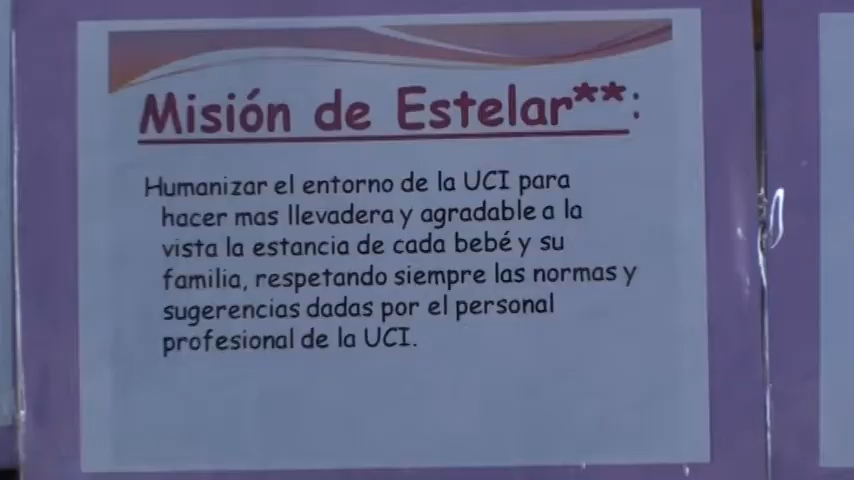 Misión de Estelar**:
Humanizar el entorno de la UCI para
hacer mas llevadera y agradable a la
vista la estancia de cada bebé y su
familia, respetando siempre las normas y
sugerencias dadas por el personal
profesional de la UCI.